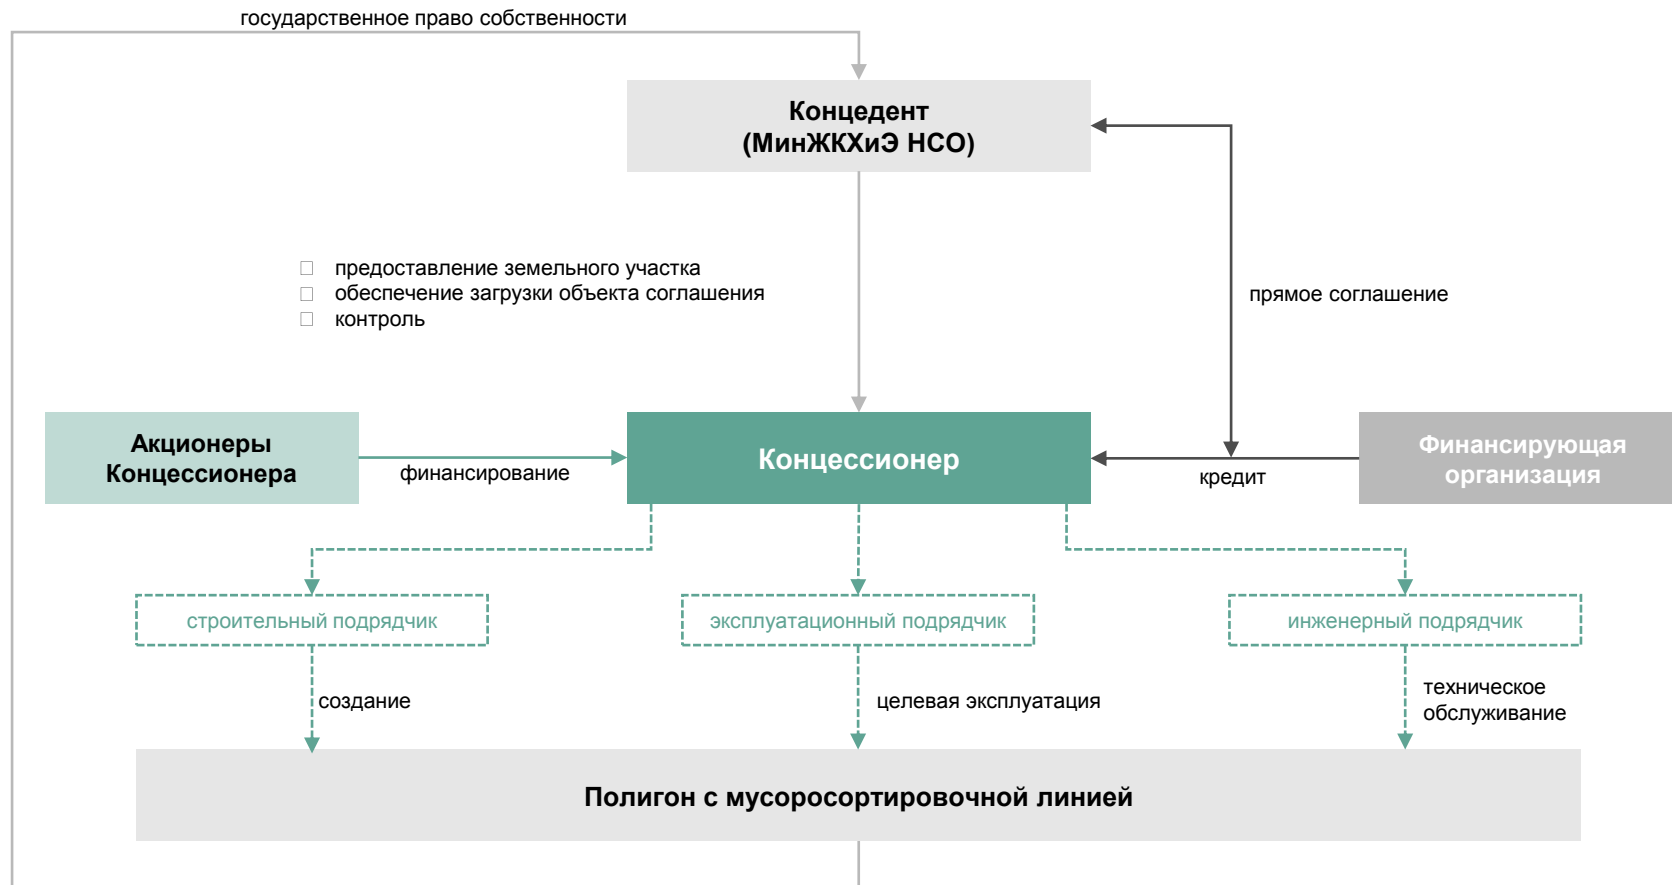 государственное право собственности
Концедент
(МинЖКХиЭ НСО)
предоставление земельного участка
обеспечение загрузки объекта соглашения
контроль
прямое соглашение
Акционеры
Концессионера
финансирование
Концессионер
кредит
Финансирующая
организация
строительный подрядчик
эксплуатационный подрядчик
инженерный подрядчик
создание
целевая эксплуатация
техническое
обслуживание
Полигон с мусоросортировочной линией